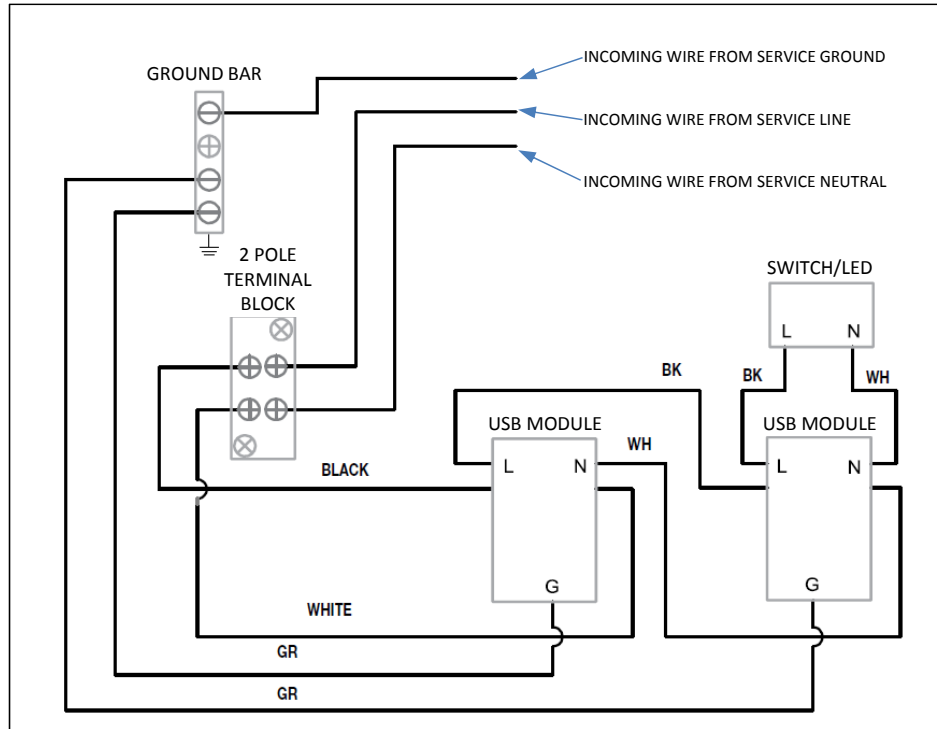 INCOMING WIRE FROM SERVICE GROUND
GROUND BAR
INCOMING WIRE FROM SERVICE LINE
INCOMING WIRE FROM SERVICE NEUTRAL
2 POLE
TERMINAL
BLOCK
SWITCH/LED
L N
BK
BK
WH
USB MODULE
WH
USB MODULE
L N
L N
BLACK
G
G
WHITE
GR
GR